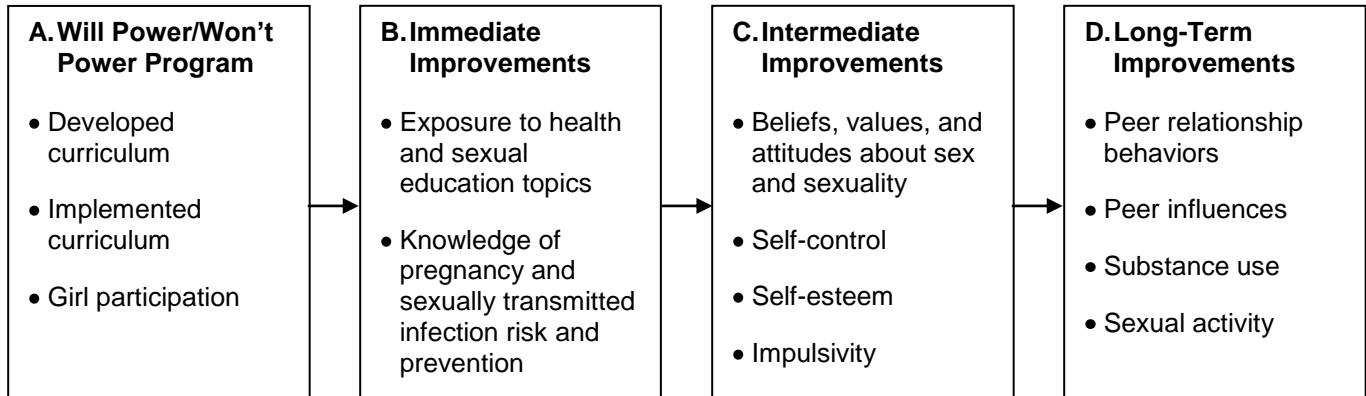 A. Will Power/Won't
Power Program
• Developed
curriculum
• Implemented
curriculum
• Girl participation
B. Immediate
Improvements
• Exposure to health
and sexual
education topics
• Knowledge of
pregnancy and
sexually transmitted
infection risk and
prevention
C. Intermediate
Improvements
• Beliefs, values, and
attitudes about sex
and sexuality
• Self-control
• Self-esteem
• Impulsivity
D. Long-Term
Improvements
• Peer relationship
behaviors
• Peer influences
• Substance use
• Sexual activity